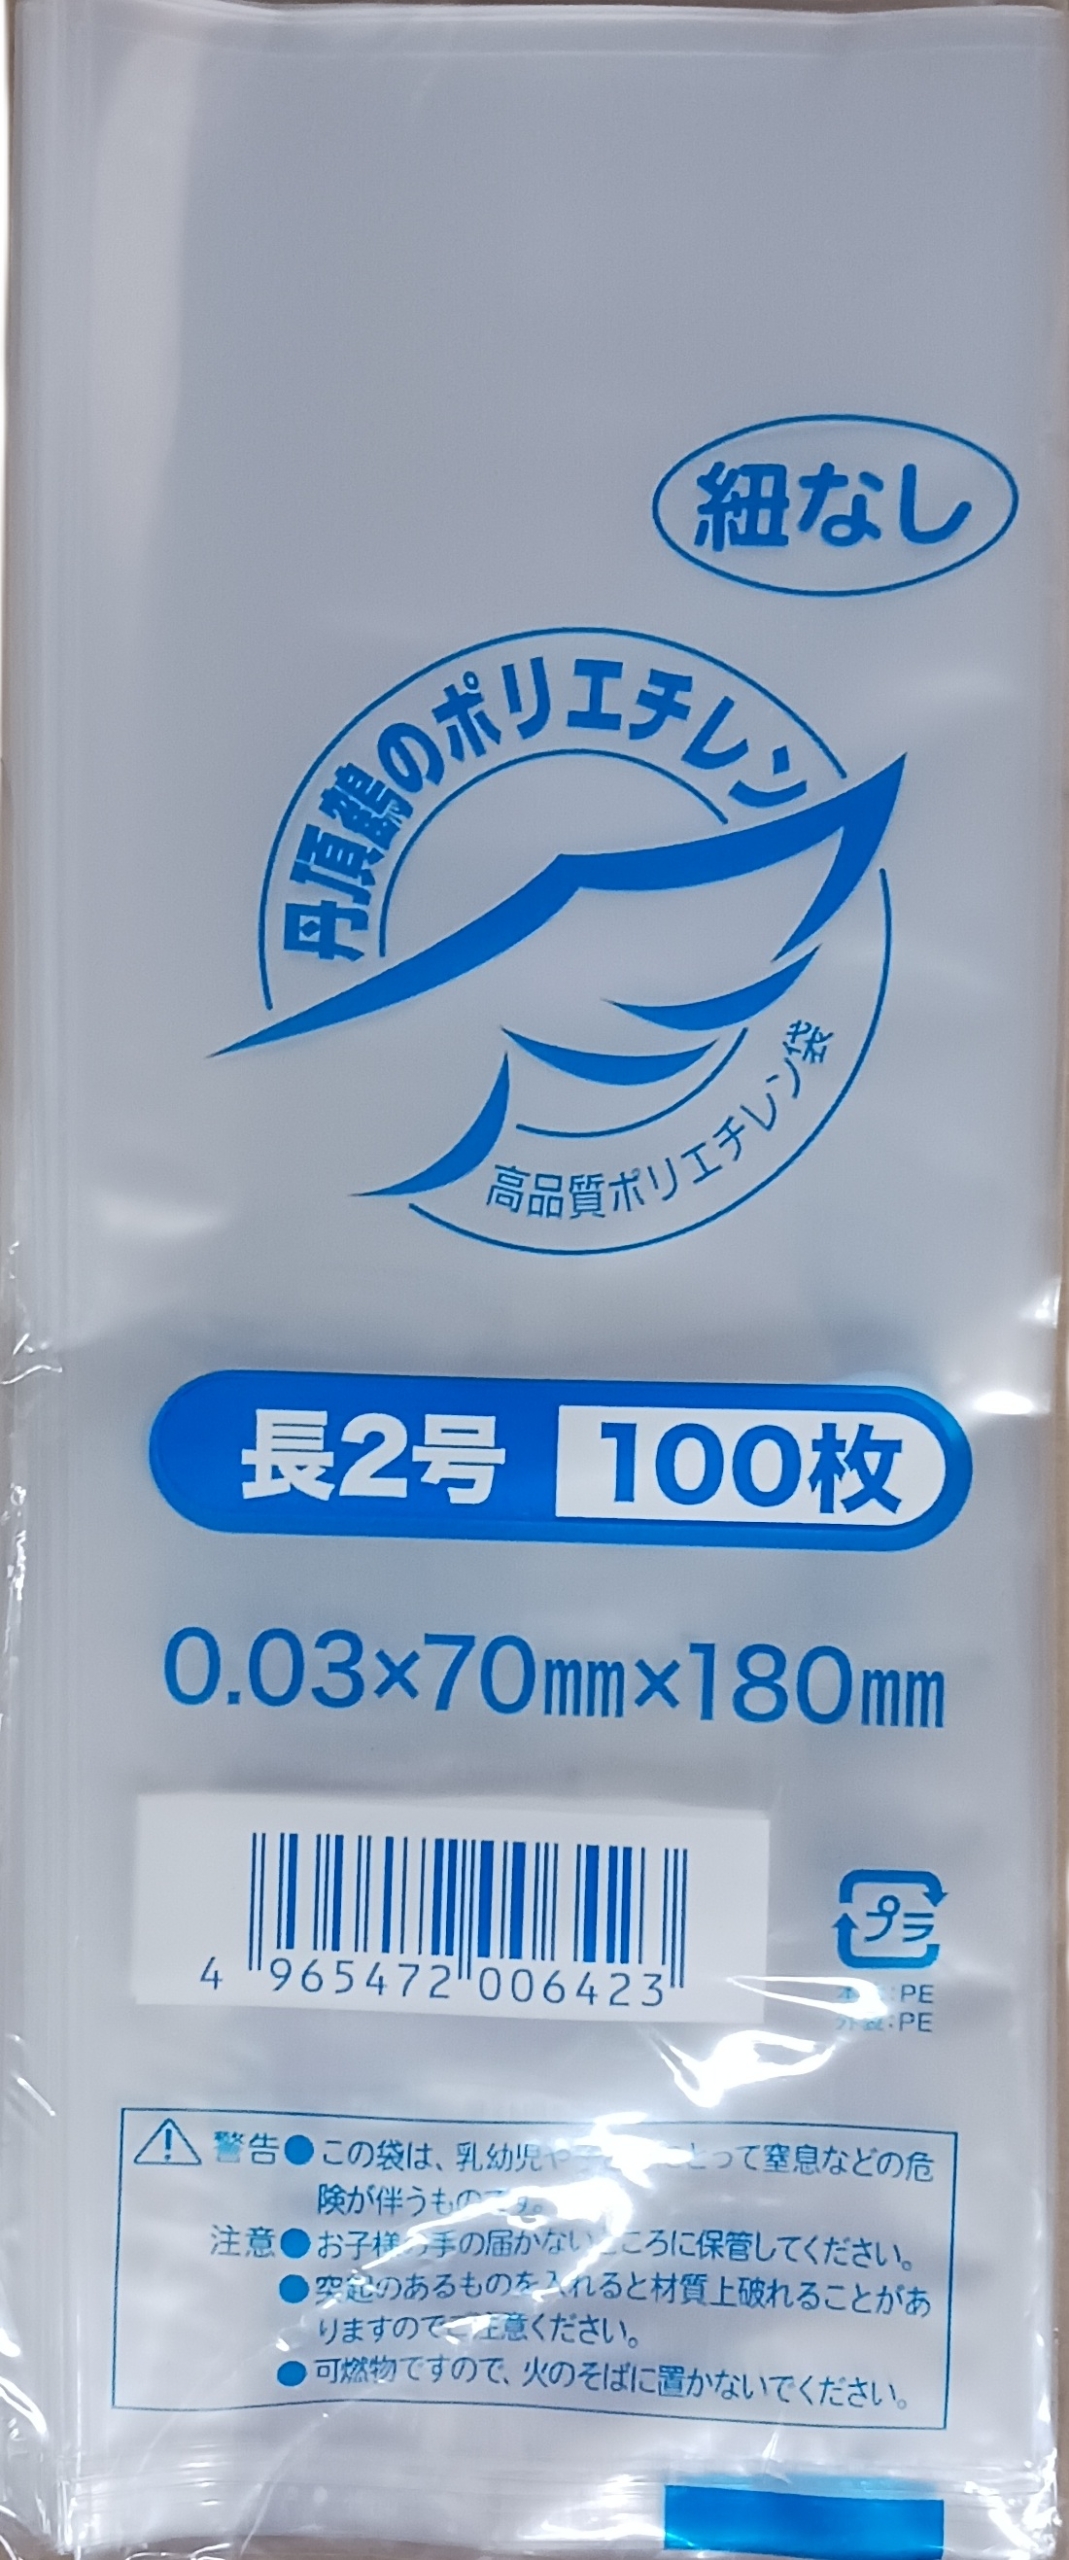 紐なし
丹頂鶴のポリエチレン
高品質ポリエチレン袋
長2号 100枚
0.03×70mm×180mm
4 965472 006423
プラ
:PE
:PE
警告●この袋は、乳幼児や とって窒息などの危
険が伴うものです。
注意●お子様の手の届かないところに保管してください。
●突起のあるものを入れると材質上破れることがあ
りますのでご注意ください。
●可燃物ですので、火のそばに置かないでください。